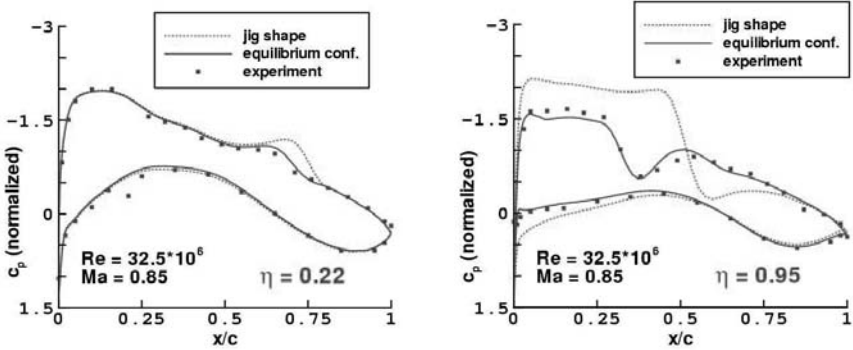 -3
jig shape
equilibrium conf.
experiment
-1.5
cp (normalized)
0
Re = 32.5*10^6
Ma = 0.85
η = 0.22
1.5
0
0.25
0.5
0.75
1
x/c
-3
jig shape
equilibrium conf.
experiment
-1.5
cp (normalized)
0
Re = 32.5*10^6
Ma = 0.85
η = 0.95
1.5
0
0.25
0.5
0.75
1
x/c